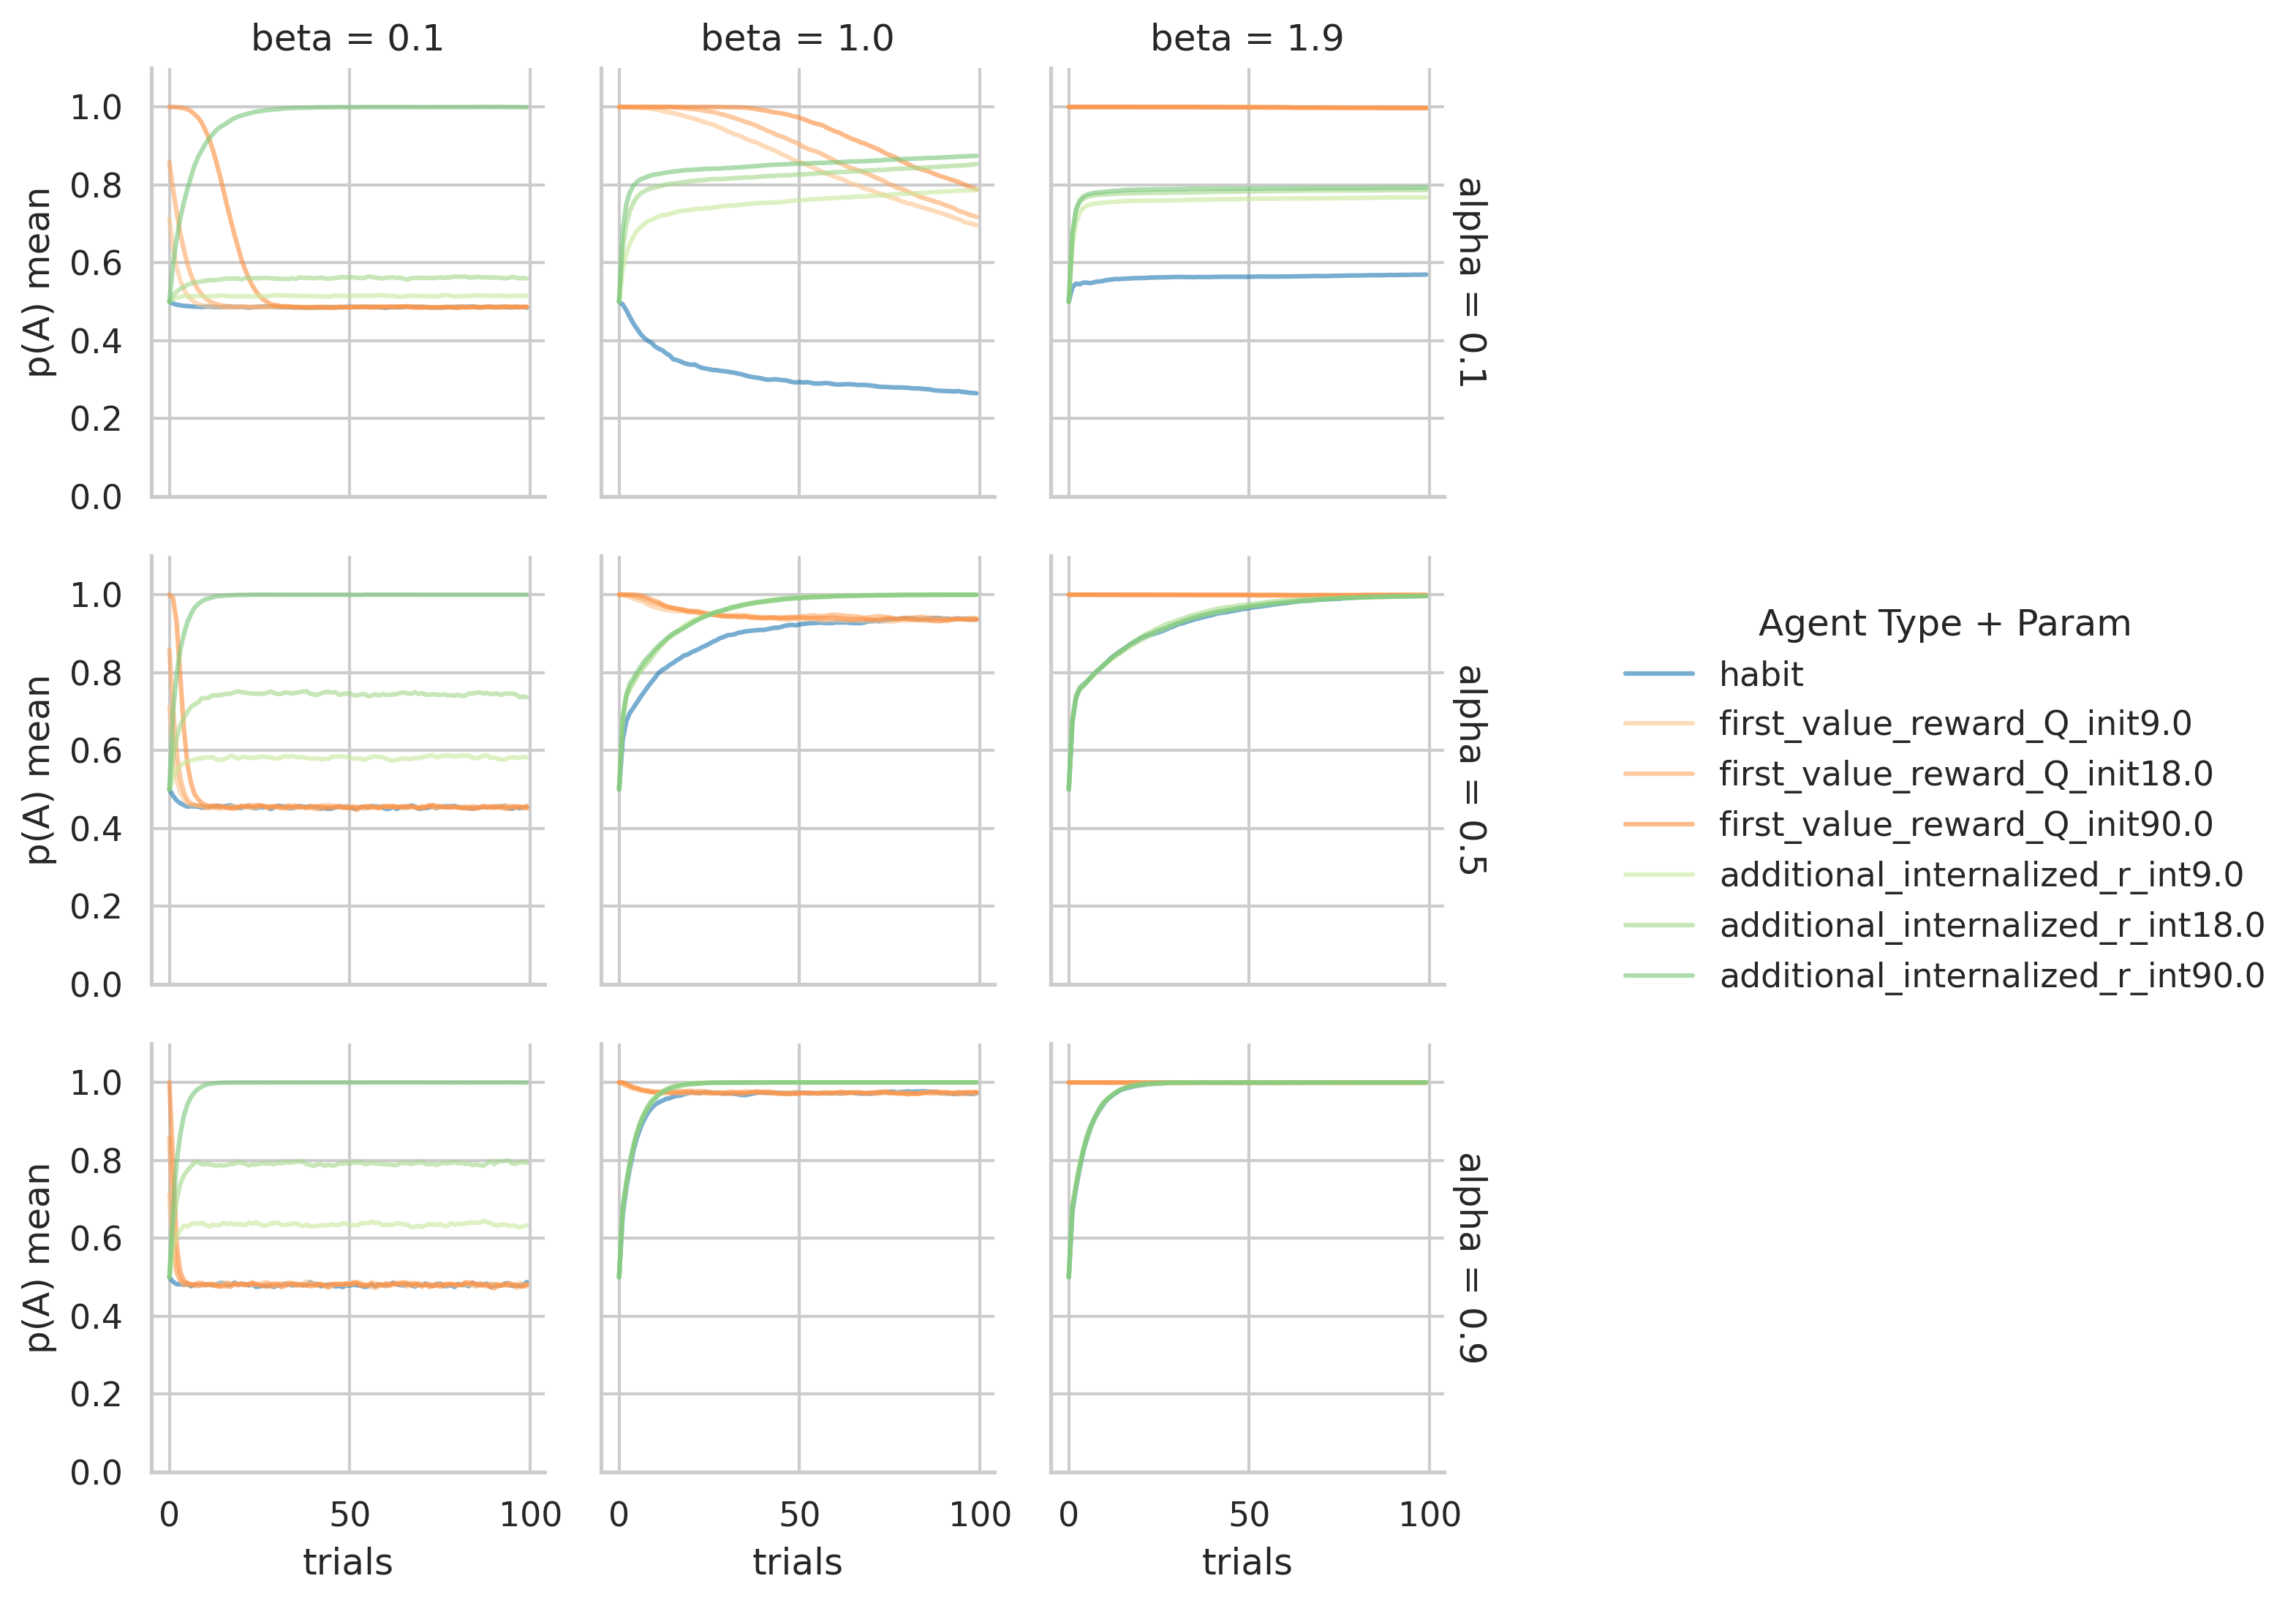 beta = 0.1
beta = 1.0
beta = 1.9
p(A) mean
1.0
0.8
0.6
0.4
0.2
0.0
alpha = 0.1
p(A) mean
1.0
0.8
0.6
0.4
0.2
0.0
alpha = 0.5
p(A) mean
1.0
0.8
0.6
0.4
0.2
0.0
alpha = 0.9
0 50 100
0 50 100
0 50 100
trials
trials
trials
Agent Type + Param
habit
first_value_reward_Q_init9.0
first_value_reward_Q_init18.0
first_value_reward_Q_init90.0
additional_internalized_r_int9.0
additional_internalized_r_int18.0
additional_internalized_r_int90.0